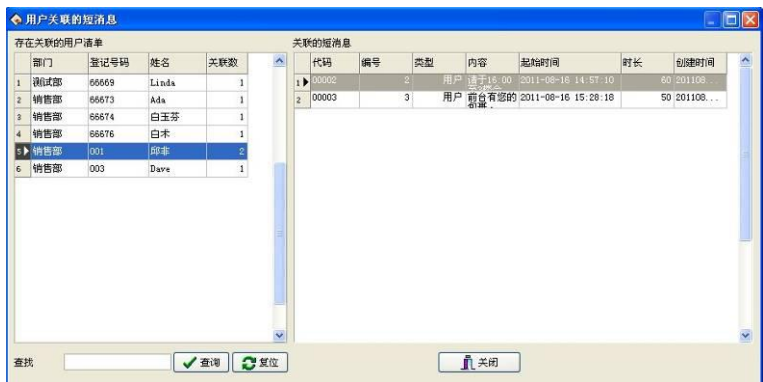 用户关联的短消息
存在关联的用户清单
部门 登记号码 姓名 关联数
1 测试部 66669 Linda 1
2 销售部 66673 Ada 1
3 销售部 66674 白玉芬 1
4 销售部 66676 白术 1
5 销售部 001 邱非 2
6 销售部 003 Dave 1
关联的短消息
代码 编号 类型 内容 起始时间 时长 创建时间
1 00002 2 用户 请于16:00 2011-08-16 14:57:10 60 201108...
2 00003 3 用户 前台有您的 2011-08-16 15:28:18 50 201108...
查找 查询 复位 关闭